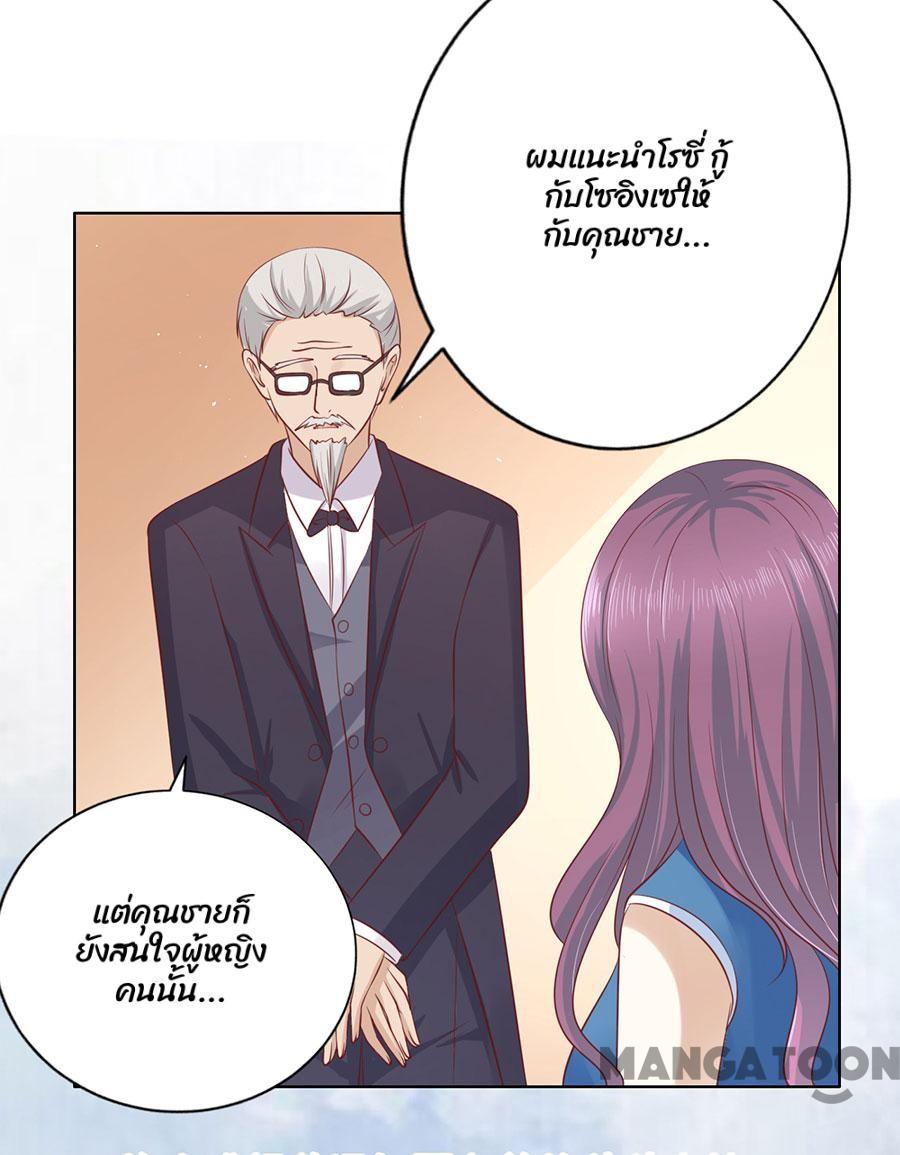 ผมแนะนำโรซี่ กู้
กับโซอิงเซให้
กับคุณชาย...
แต่คุณชายก็
ยังสนใจผู้หญิง
คนนั้น...
MANGATOON